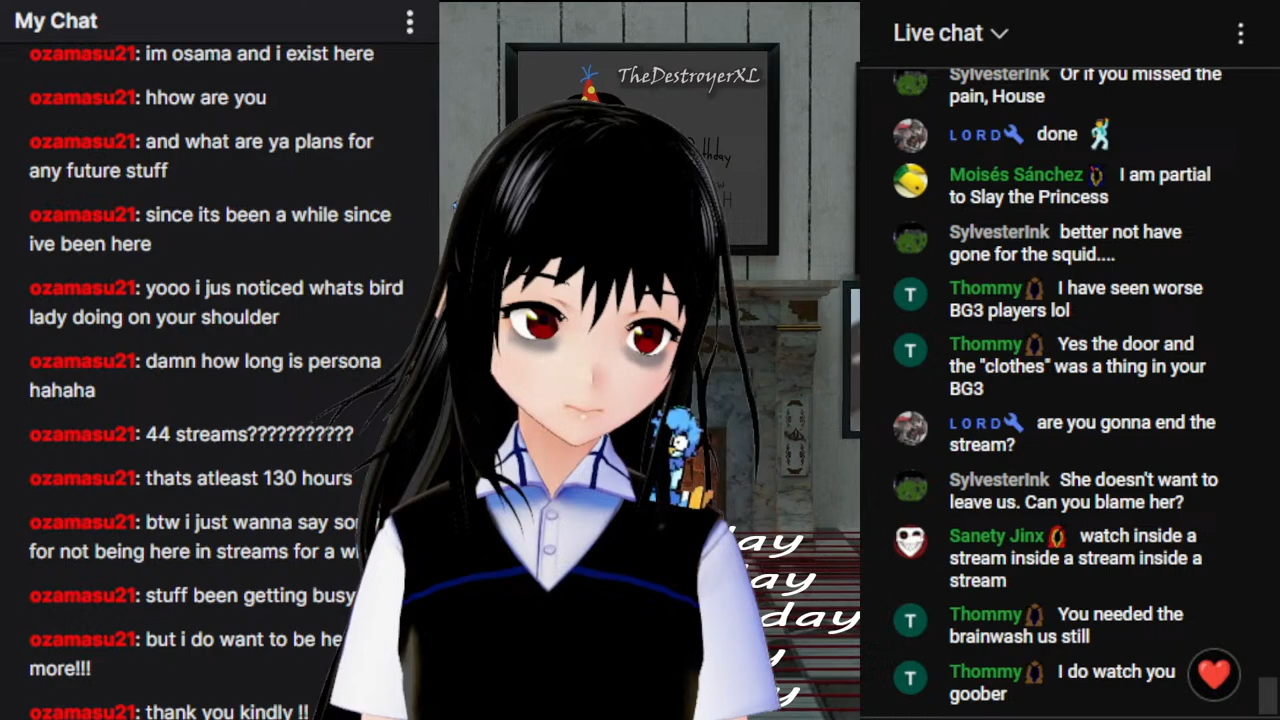 My Chat
ozamasu21: im osama and i exist here
ozamasu21: hhow are you
ozamasu21: and what are ya plans for
any future stuff
ozamasu21: since its been a while since
ive been here
ozamasu21: yooo i jus noticed whats bird
lady doing on your shoulder
ozamasu21: damn how long is persona
hahaha
ozamasu21: 44 streams???????????
ozamasu21: thats atleast 130 hours
ozamasu21: btw i just wanna say
for not being here in streams for a
ozamasu21: stuff been getting busy
ozamasu21: but i do want to be
more!!!
ozamasu21: thank you kindly !!
TheDestroyerXL
Live chat
SylvesterInk Or if you missed the
pain, House
LORD done
Moisés Sánchez I am partial
to Slay the Princess
SylvesterInk better not have
gone for the squid....
T
Thommy I have seen worse
BG3 players lol
T
Thommy Yes the door and
the "clothes" was a thing in your
BG3
LORD are you gonna end the
stream?
SylvesterInk She doesn't want to
leave us. Can you blame her?
Sanety Jinx watch inside a
stream inside a stream inside a
stream
T
Thommy You needed the
brainwash us still
T
Thommy I do watch you
goober